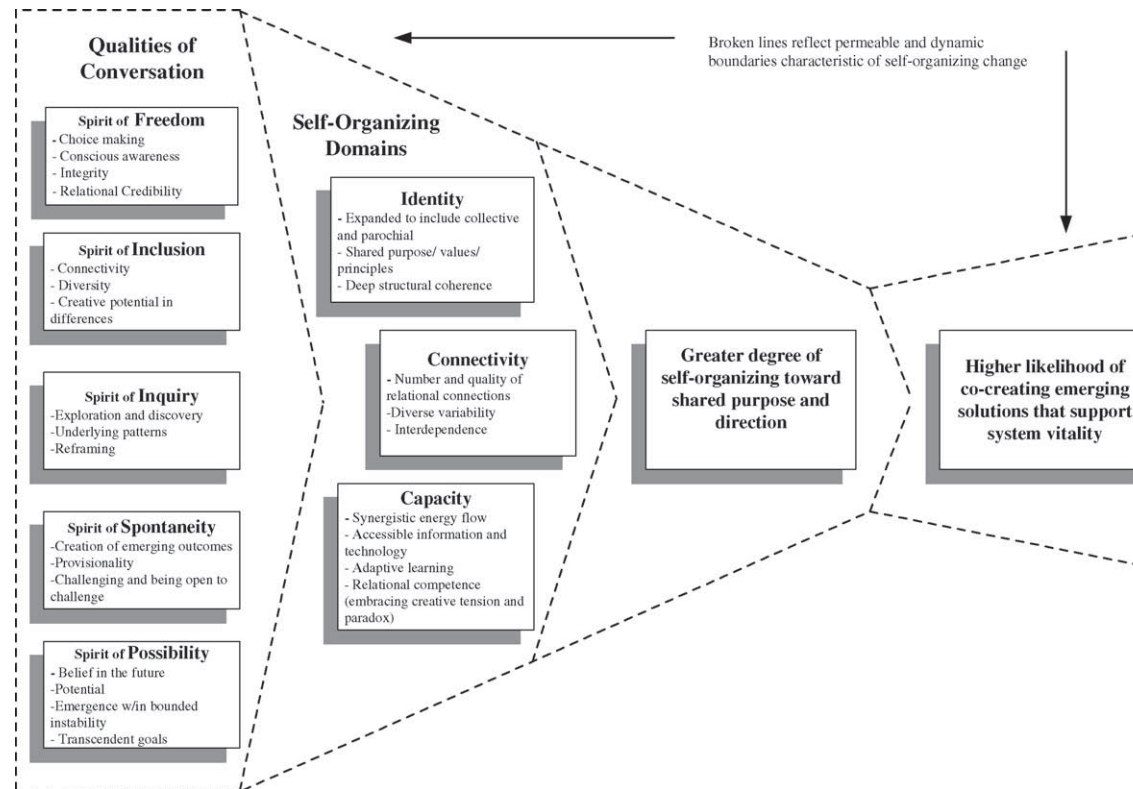 Qualities of
Conversation
Spirit of Freedom
- Choice making
- Conscious awareness
- Integrity
- Relational Credibility
Spirit of Inclusion
- Connectivity
- Diversity
- Creative potential in
differences
Spirit of Inquiry
-Exploration and discovery
-Underlying patterns
-Reframing
Spirit of Spontaneity
-Creation of emerging outcomes
-Provisionality
-Challenging and being open to
challenge
Spirit of Possibility
- Belief in the future
-Potential
-Emergence w/in bounded
instability
- Transcendent goals
Self-Organizing
Domains
Identity
- Expanded to include collective
and parochial
- Shared purpose/ values/
principles
- Deep structural coherence
Connectivity
- Number and quality of
relational connections
-Diverse variability
- Interdependence
Capacity
- Synergistic energy flow
- Accessible information and
technology
- Adaptive learning
- Relational competence
(embracing creative tension and
paradox)
Broken lines reflect permeable and dynamic
boundaries characteristic of self-organizing change
Greater degree of
self-organizing toward
shared purpose and
direction
Higher likelihood of
co-creating emerging
solutions that support
system vitality